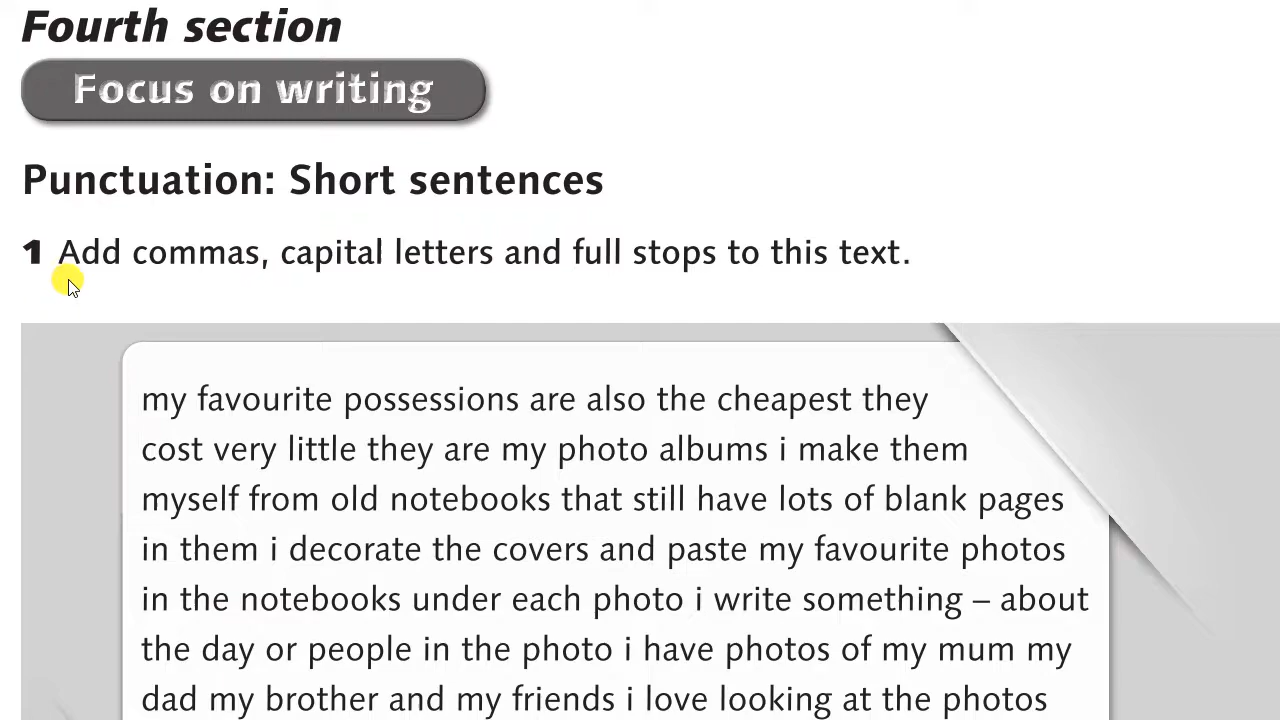 Fourth section
Focus on writing
Punctuation: Short sentences
1 Add commas, capital letters and full stops to this text.
my favourite possessions are also the cheapest they
cost very little they are my photo albums i make them
myself from old notebooks that still have lots of blank pages
in them i decorate the covers and paste my favourite photos
in the notebooks under each photo i write something – about
the day or people in the photo i have photos of my mum my
dad my brother and my friends i love looking at the photos